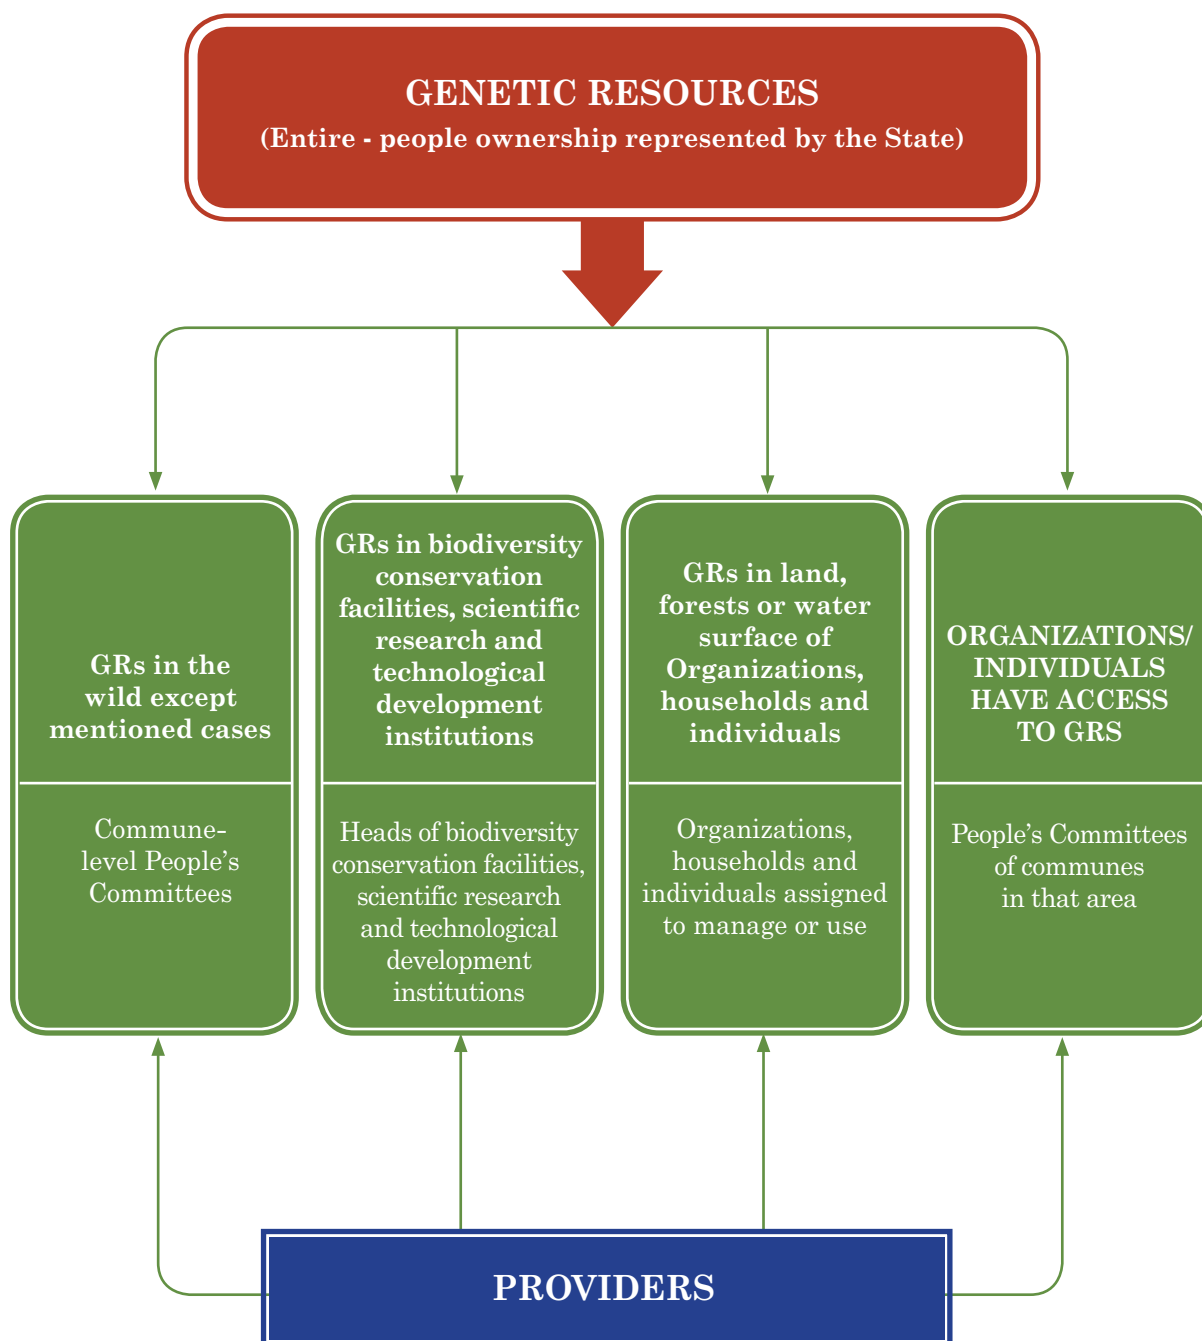 GENETIC RESOURCES
(Entire - people ownership represented by the State)
GRs in the
wild except
mentioned cases
Commune-
level People's
Committees
GRs in biodiversity
conservation
facilities, scientific
research and
technological
development
institutions
Heads of biodiversity
conservation facilities,
scientific research
and technological
development
institutions
GRs in land,
forests or water
surface of
Organizations,
households and
individuals
Organizations,
households and
individuals assigned
to manage or use
ORGANIZATIONS/
INDIVIDUALS
HAVE ACCESS
TO GRS
People's Committees
of communes
in that area
PROVIDERS